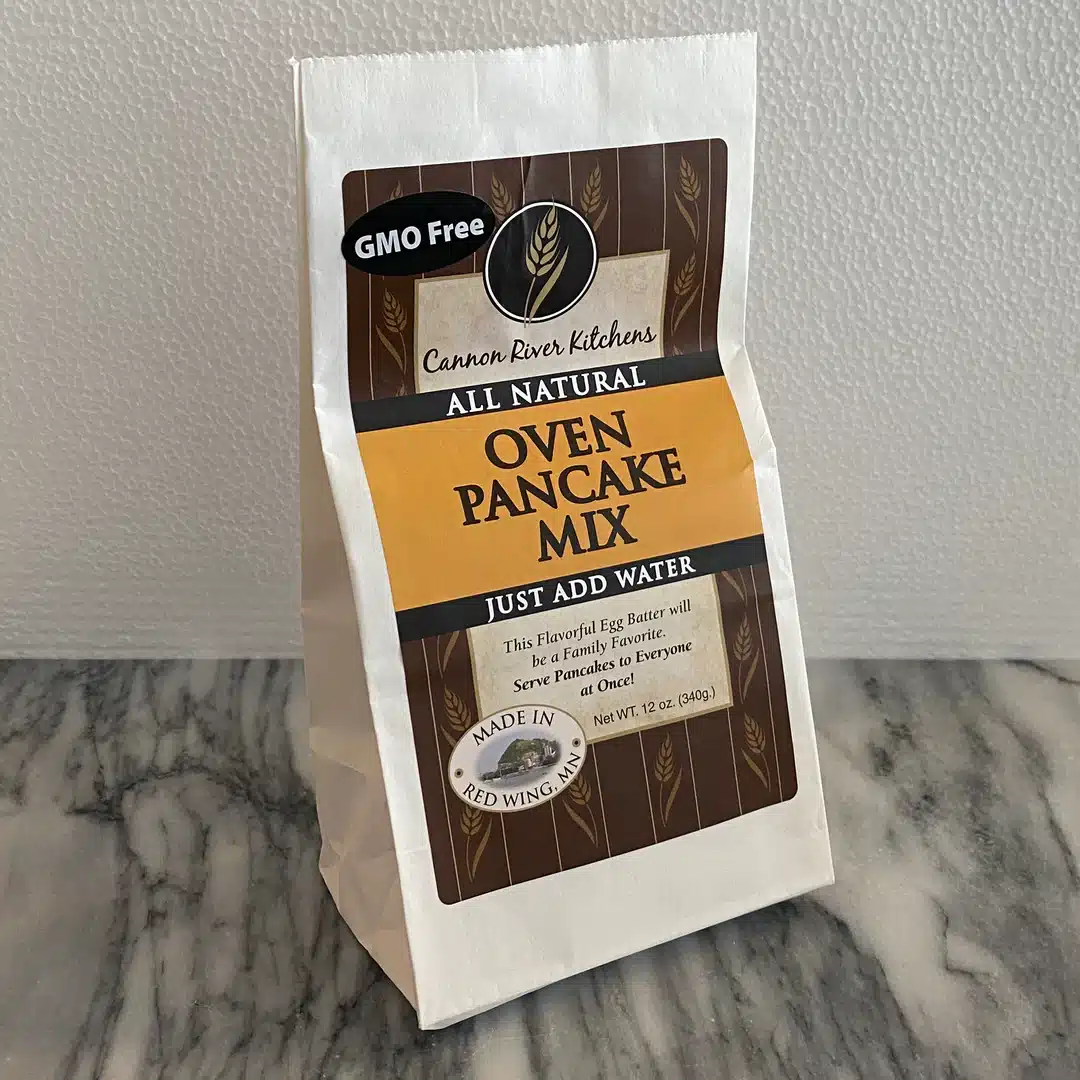 GMO Free
Cannon River Kitchens
ALL NATURAL
OVEN
PANCAKE
MIX
JUST ADD WATER
This Flavorful Egg Batter will
be a Family Favorite.
Serve Pancakes to Everyone
at Once!
Net WT. 12 oz. (340g.)
MADE IN
RED WING, MN